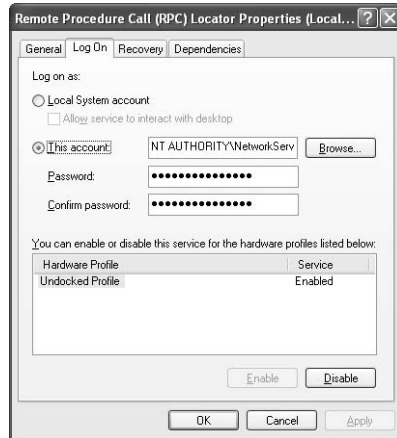 Remote Procedure Call (RPC) Locator Properties (Local...
General Log On Recovery Dependencies
Log on as:
Local System account
Allow service to interact with desktop
This account: NT AUTHORITY\NetworkServ Browse...
Password: •••••••••••••••
Confirm password: •••••••••••••••
You can enable or disable this service for the hardware profiles listed below:
Hardware Profile Service
Undocked Profile Enabled
Enable Disable
OK Cancel Apply